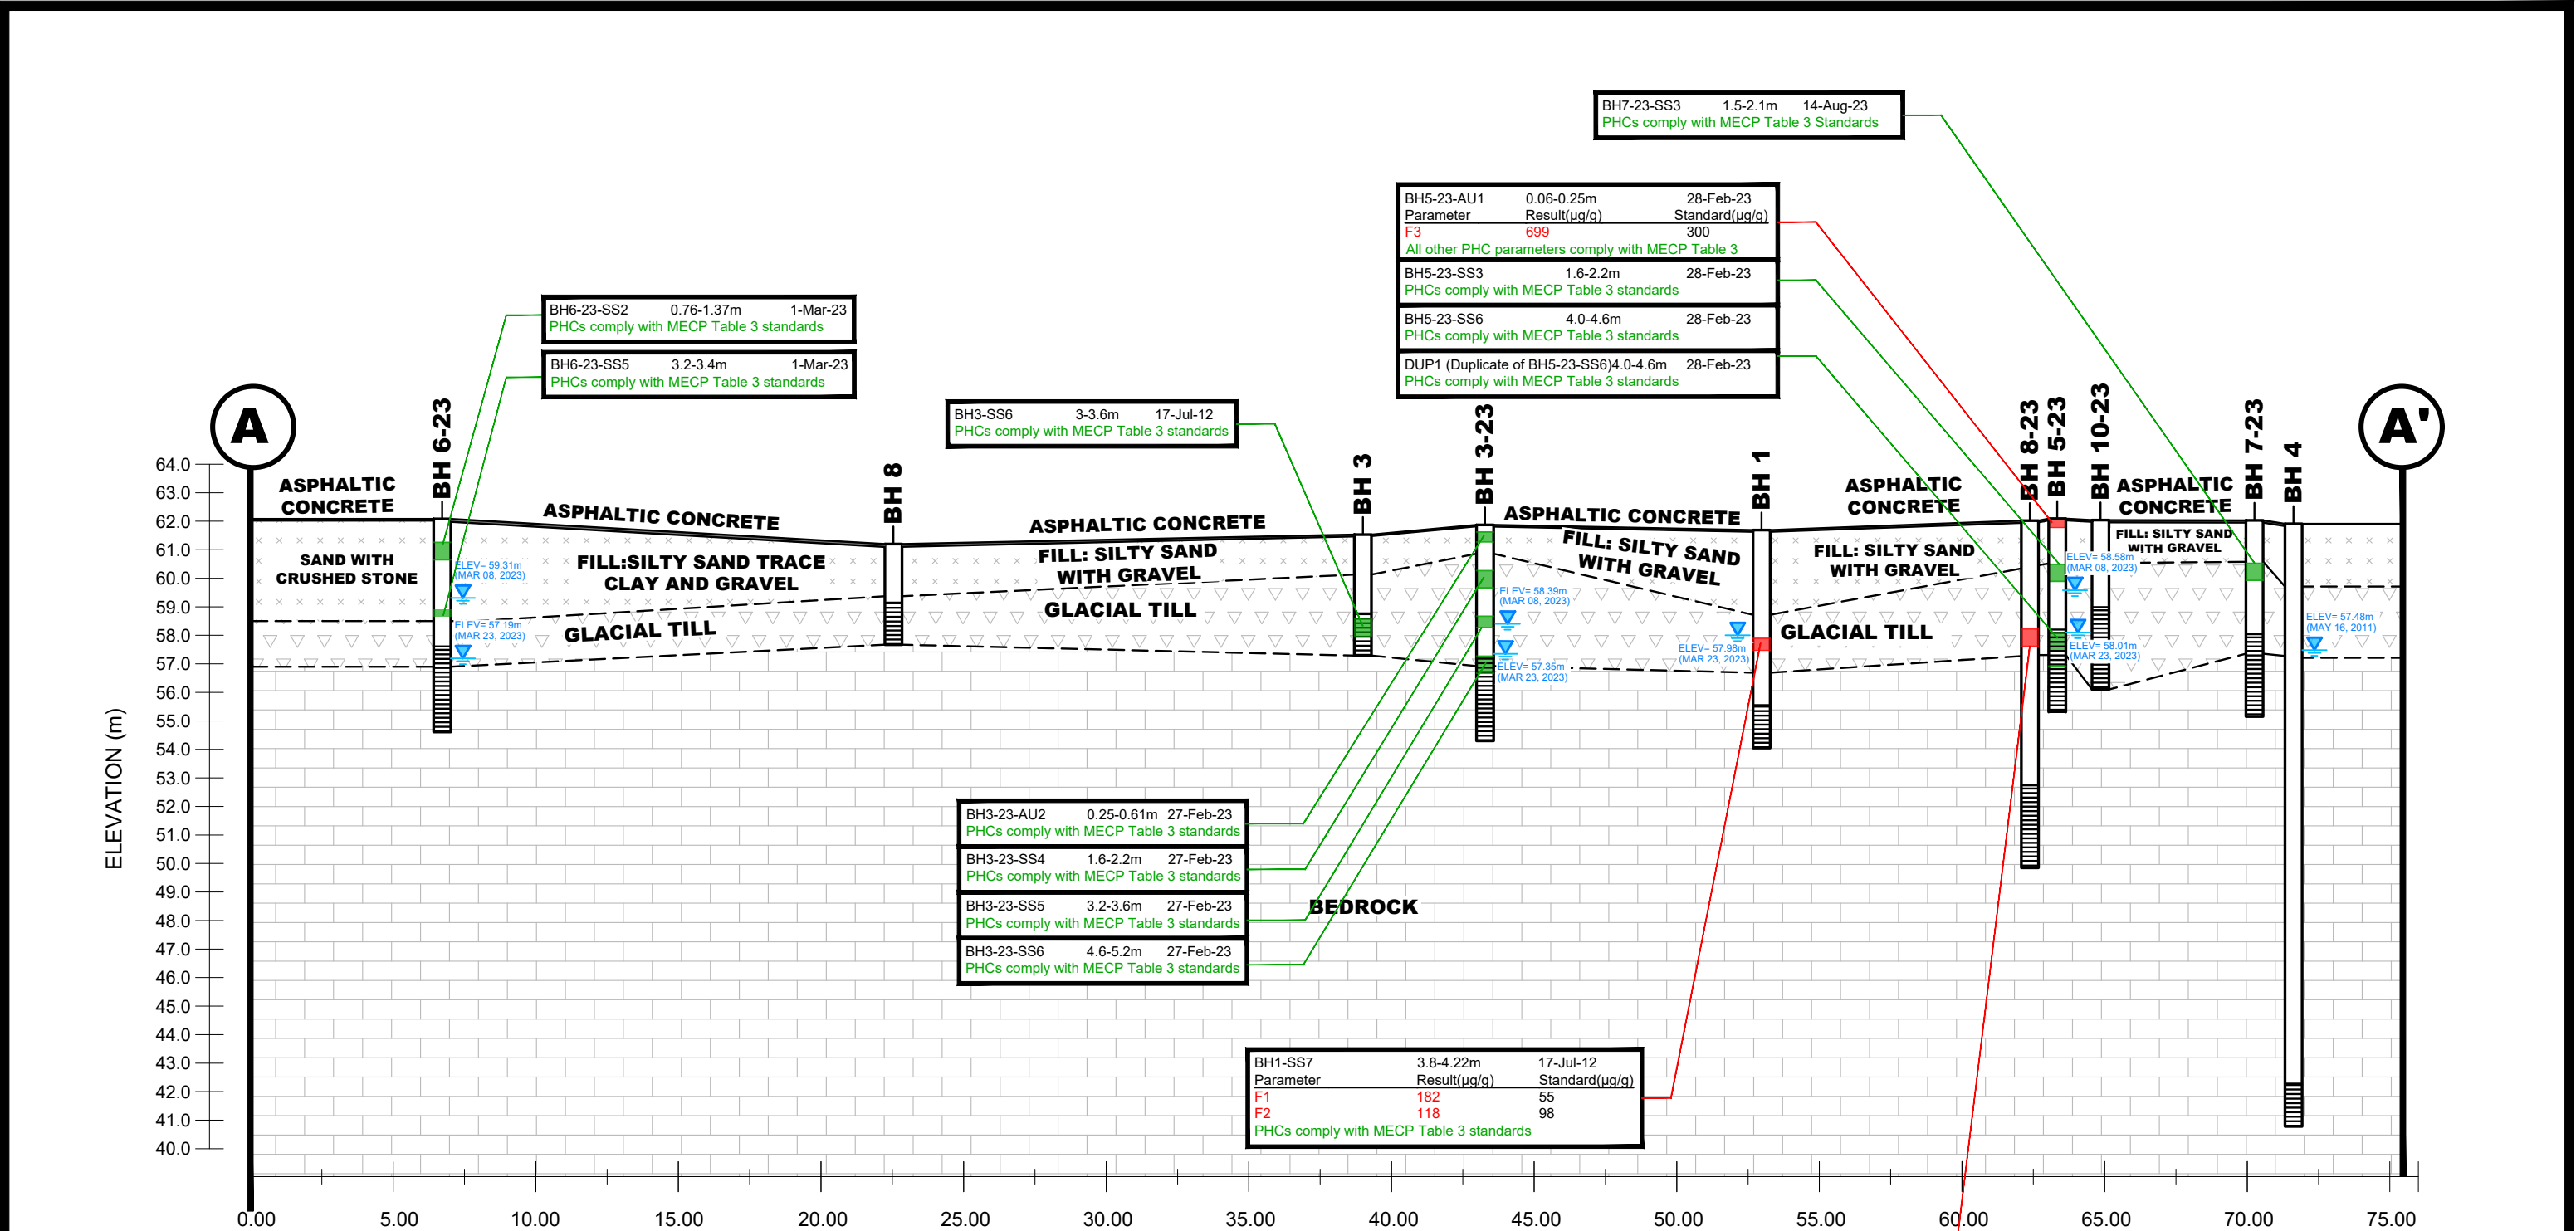 BH7-23-SS3 1.5-2.1m 14-Aug-23
PHCs comply with MECP Table 3 Standards
BH5-23-AU1 0.06-0.25m 28-Feb-23
Parameter Result(µg/g) Standard(µg/g)
F3 699 300
All other PHC parameters comply with MECP Table 3
BH5-23-SS3 1.6-2.2m 28-Feb-23
PHCs comply with MECP Table 3 standards
BH5-23-SS6 4.0-4.6m 28-Feb-23
PHCs comply with MECP Table 3 standards
DUP1 (Duplicate of BH5-23-SS6)4.0-4.6m 28-Feb-23
PHCs comply with MECP Table 3 standards
BH6-23-SS2 0.76-1.37m 1-Mar-23
PHCs comply with MECP Table 3 standards
BH6-23-SS5 3.2-3.4m 1-Mar-23
PHCs comply with MECP Table 3 standards
BH3-SS6 3-3.6m 17-Jul-12
PHCs comply with MECP Table 3 standards
A
A'
BH 6-23
BH 8
BH 3
BH 3-23
BH 1
BH 8-23
BH 5-23
BH 10-23
BH 7-23
BH 4
ASPHALTIC
CONCRETE
ASPHALTIC CONCRETE
ASPHALTIC CONCRETE
ASPHALTIC CONCRETE
ASPHALTIC
CONCRETE
ASPHALTIC
CONCRETE
SAND WITH
CRUSHED STONE
FILL:SILTY SAND TRACE
CLAY AND GRAVEL
FILL: SILTY SAND
WITH GRAVEL
FILL: SILTY SAND
WITH GRAVEL
FILL: SILTY SAND
WITH GRAVEL
FILL: SILTY SAND
WITH GRAVEL
ELEV= 59.31m
(MAR 08, 2023)
ELEV= 57.19m
(MAR 23, 2023)
ELEV= 58.39m
(MAR 08, 2023)
ELEV= 57.35m
(MAR 23, 2023)
ELEV= 57.98m
(MAR 23, 2023)
ELEV= 58.58m
(MAR 08, 2023)
ELEV= 58.01m
(MAR 23, 2023)
ELEV= 57.48m
(MAY 16, 2011)
GLACIAL TILL
GLACIAL TILL
GLACIAL TILL
BEDROCK
BH3-23-AU2 0.25-0.61m 27-Feb-23
PHCs comply with MECP Table 3 standards
BH3-23-SS4 1.6-2.2m 27-Feb-23
PHCs comply with MECP Table 3 standards
BH3-23-SS5 3.2-3.6m 27-Feb-23
PHCs comply with MECP Table 3 standards
BH3-23-SS6 4.6-5.2m 27-Feb-23
PHCs comply with MECP Table 3 standards
BH1-SS7 3.8-4.22m 17-Jul-12
Parameter Result(µg/g) Standard(µg/g)
F1 182 55
F2 118 98
PHCs comply with MECP Table 3 standards
ELEVATION (m)
64.0
63.0
62.0
61.0
60.0
59.0
58.0
57.0
56.0
55.0
54.0
53.0
52.0
51.0
50.0
49.0
48.0
47.0
46.0
45.0
44.0
43.0
42.0
41.0
40.0
0.00 5.00 10.00 15.00 20.00 25.00 30.00 35.00 40.00 45.00 50.00 55.00 60.00 65.00 70.00 75.00